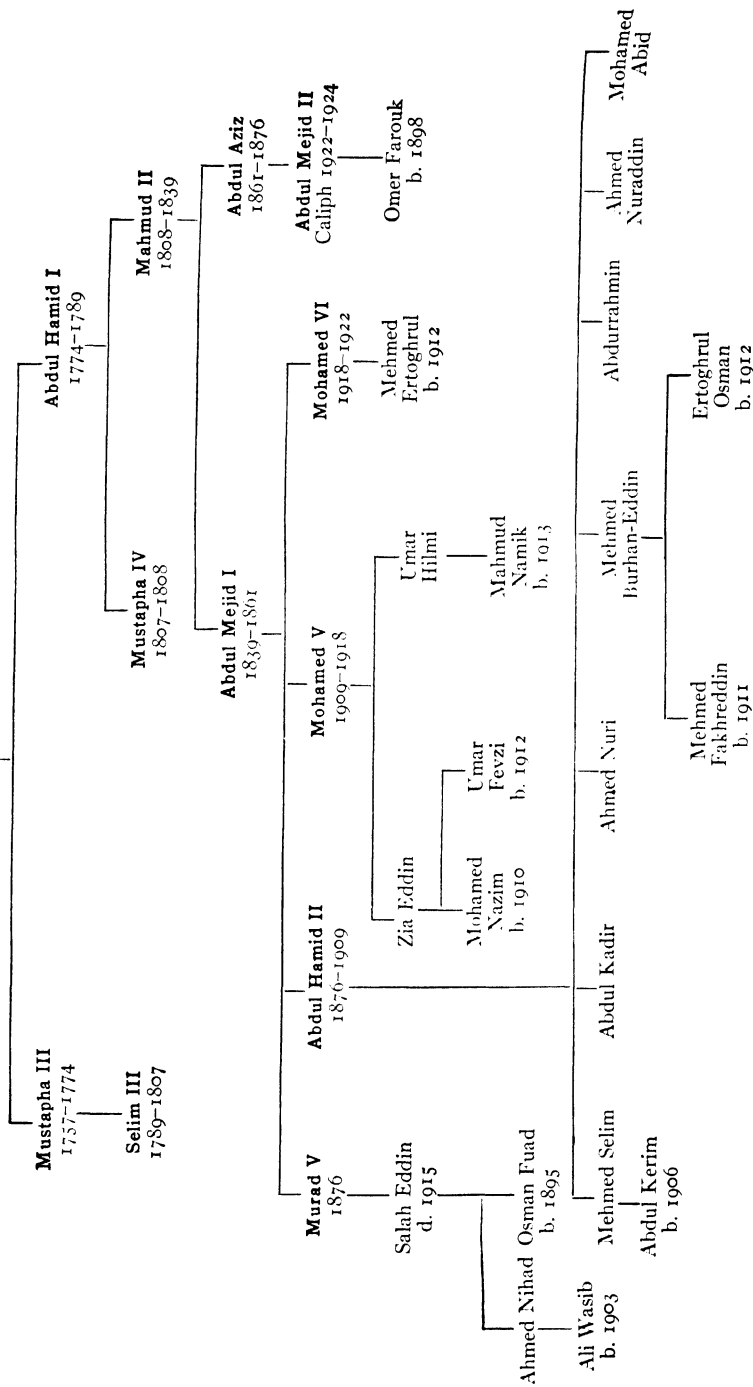 Mustapha III
1757–1774
Abdul Hamid I
1774–1789
Selim III
1789–1807
Mustapha IV
1807–1808
Mahmud II
1808–1839
Abdul Mejid I
1839–1861
Abdul Aziz
1861–1876
Murad V
1876
Abdul Hamid II
1876–1909
Mohamed V
1909–1918
Mohamed VI
1918–1922
Abdul Mejid II
Caliph 1922–1924
Salah Eddin
d. 1915
Zia Eddin
Umar
Hilmi
Mehmed
Ertoghrul
b. 1912
Omer Farouk
b. 1898
Ahmed Nihad
Osman Fuad
b. 1895
Mohamed
Nazim
b. 1910
Umar
Fevzi
b. 1912
Mahmud
Namik
b. 1913
Ali Wasib
b. 1903
Mehmed Selim
Abdul Kadir
Ahmed Nuri
Mehmed
Burhan-Eddin
Abdurrahmin
Ahmed
Nuraddin
Mohamed
Abid
Abdul Kerim
b. 1906
Mehmed
Fakhreddin
b. 1911
Ertoghrul
Osman
b. 1912